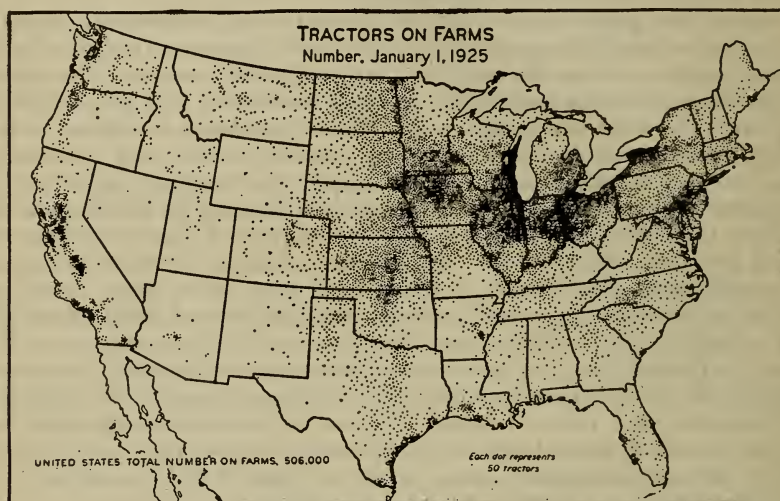 TRACTORS ON FARMS
Number, January 1, 1925
UNITED STATES TOTAL NUMBER ON FARMS, 506,000
Each dot represents
50 tractors